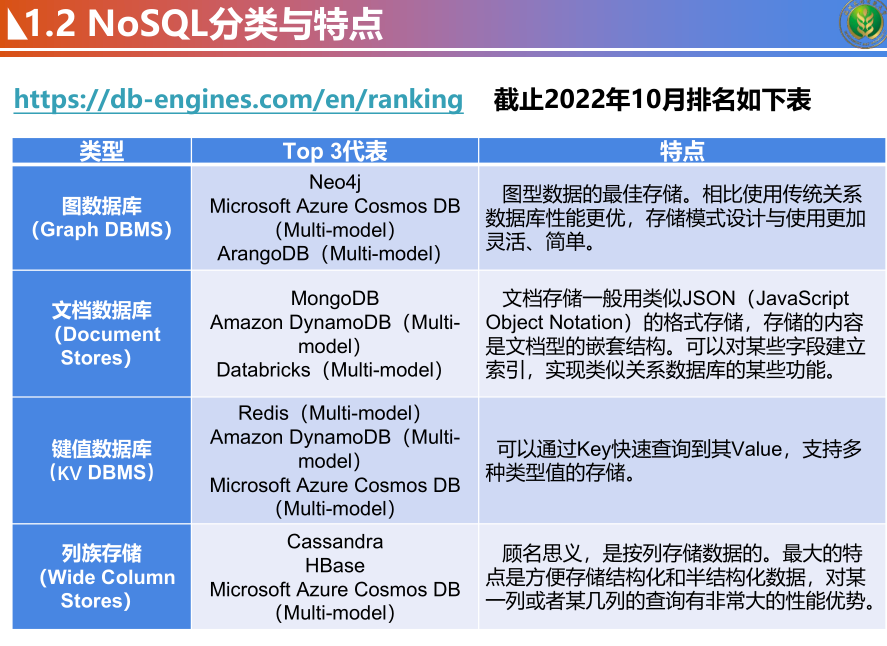 1.2 NoSQL分类与特点
https://db-engines.com/en/ranking 截止2022年10月排名如下表
类型 Top 3代表 特点
图数据库
（Graph DBMS）
Neo4j
Microsoft Azure Cosmos DB
（Multi-model）
ArangoDB（Multi-model）
图型数据的最佳存储。相比使用传统关系
数据库性能更优，存储模式设计与使用更加
灵活、简单。
文档数据库
（Document
Stores）
MongoDB
Amazon DynamoDB（Multi-
model）
Databricks（Multi-model）
文档存储一般用类似JSON（JavaScript
Object Notation）的格式存储，存储的内容
是文档型的嵌套结构。可以对某些字段建立
索引，实现类似关系数据库的某些功能。
键值数据库
（KV DBMS）
Redis（Multi-model）
Amazon DynamoDB（Multi-
model）
Microsoft Azure Cosmos DB
（Multi-model）
可以通过Key快速查询到其Value，支持多
种类型值的存储。
列族存储
（Wide Column
Stores）
Cassandra
HBase
Microsoft Azure Cosmos DB
（Multi-model）
顾名思义，是按列存储数据的。最大的特
点是方便存储结构化和半结构化数据，对某
一列或者某几列的查询有非常大的性能优势。